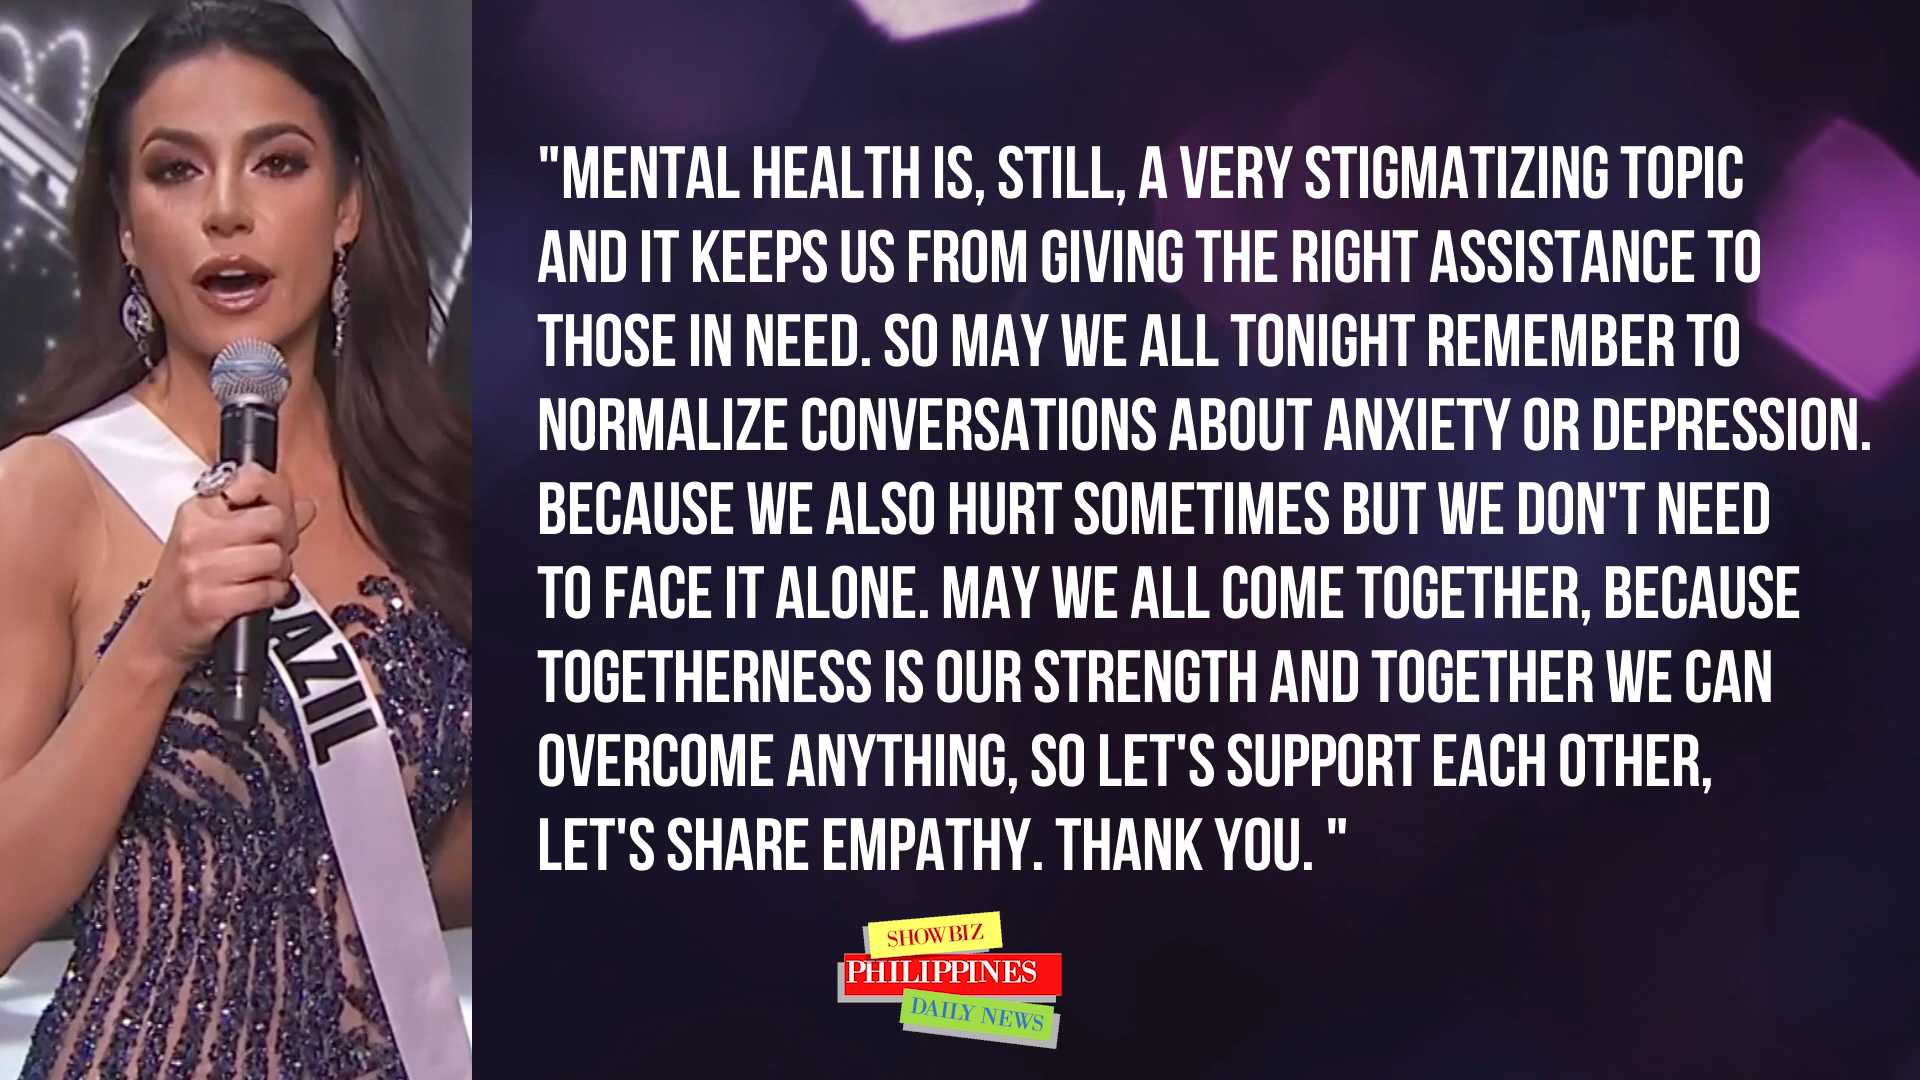 "MENTAL HEALTH IS, STILL, A VERY STIGMATIZING TOPIC
AND IT KEEPS US FROM GIVING THE RIGHT ASSISTANCE TO
THOSE IN NEED. SO MAY WE ALL TONIGHT REMEMBER TO
NORMALIZE CONVERSATIONS ABOUT ANXIETY OR DEPRESSION.
BECAUSE WE ALSO HURT SOMETIMES BUT WE DON'T NEED
TO FACE IT ALONE. MAY WE ALL COME TOGETHER, BECAUSE
TOGETHERNESS IS OUR STRENGTH AND TOGETHER WE CAN
OVERCOME ANYTHING, SO LET'S SUPPORT EACH OTHER,
LET'S SHARE EMPATHY. THANK YOU. "
AZIL
SHOWBIZ
PHILIPPINES
DAILY NEWS